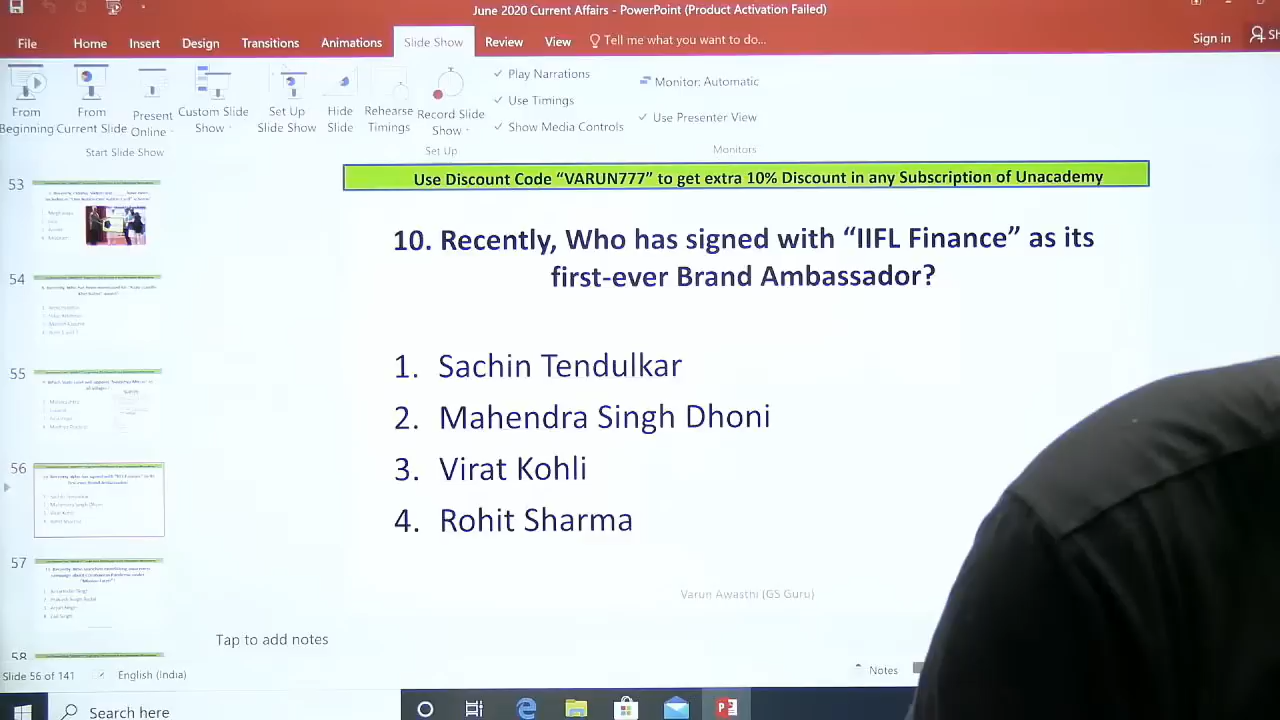 June 2020 Current Affairs - PowerPoint (Product Activation Failed)
File Home Insert Design Transitions Animations Slide Show Review View Tell me what you want to do... Sign in
From Beginning
From Current Slide
Present Online
Custom Slide Show
Set Up Slide Show
Hide Slide
Rehearse Timings
Record Slide Show
Play Narrations
Use Timings
Show Media Controls
Monitor: Automatic
Use Presenter View
Start Slide Show
Set Up
Monitors
Use Discount Code “VARUN777” to get extra 10% Discount in any Subscription of Unacademy
10. Recently, Who has signed with “IIFL Finance” as its
first-ever Brand Ambassador?
1. Sachin Tendulkar
2. Mahendra Singh Dhoni
3. Virat Kohli
4. Rohit Sharma
Varun Awasthi (GS Guru)
53
54
55
56
57
58
Tap to add notes
Slide 56 of 141 English (India)
Notes
Search here